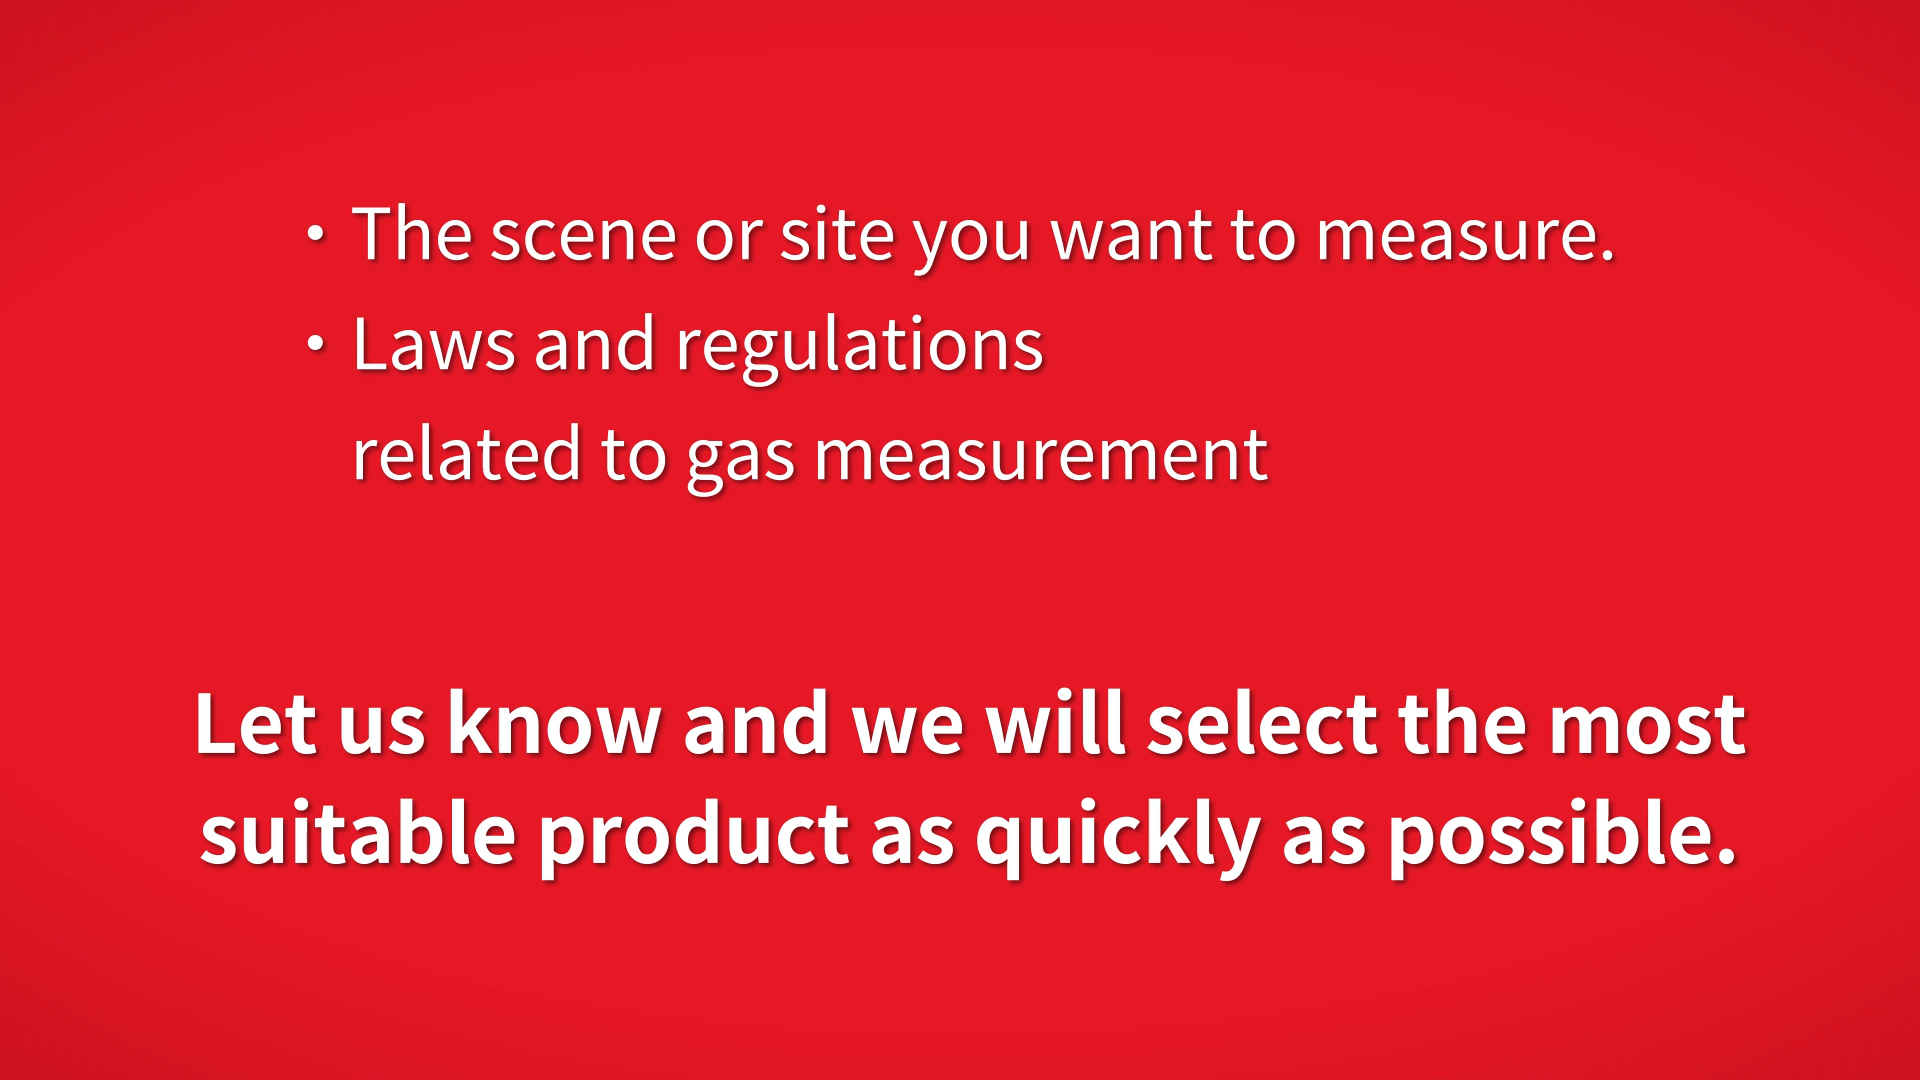 ・The scene or site you want to measure.
・Laws and regulations
related to gas measurement
Let us know and we will select the most
suitable product as quickly as possible.